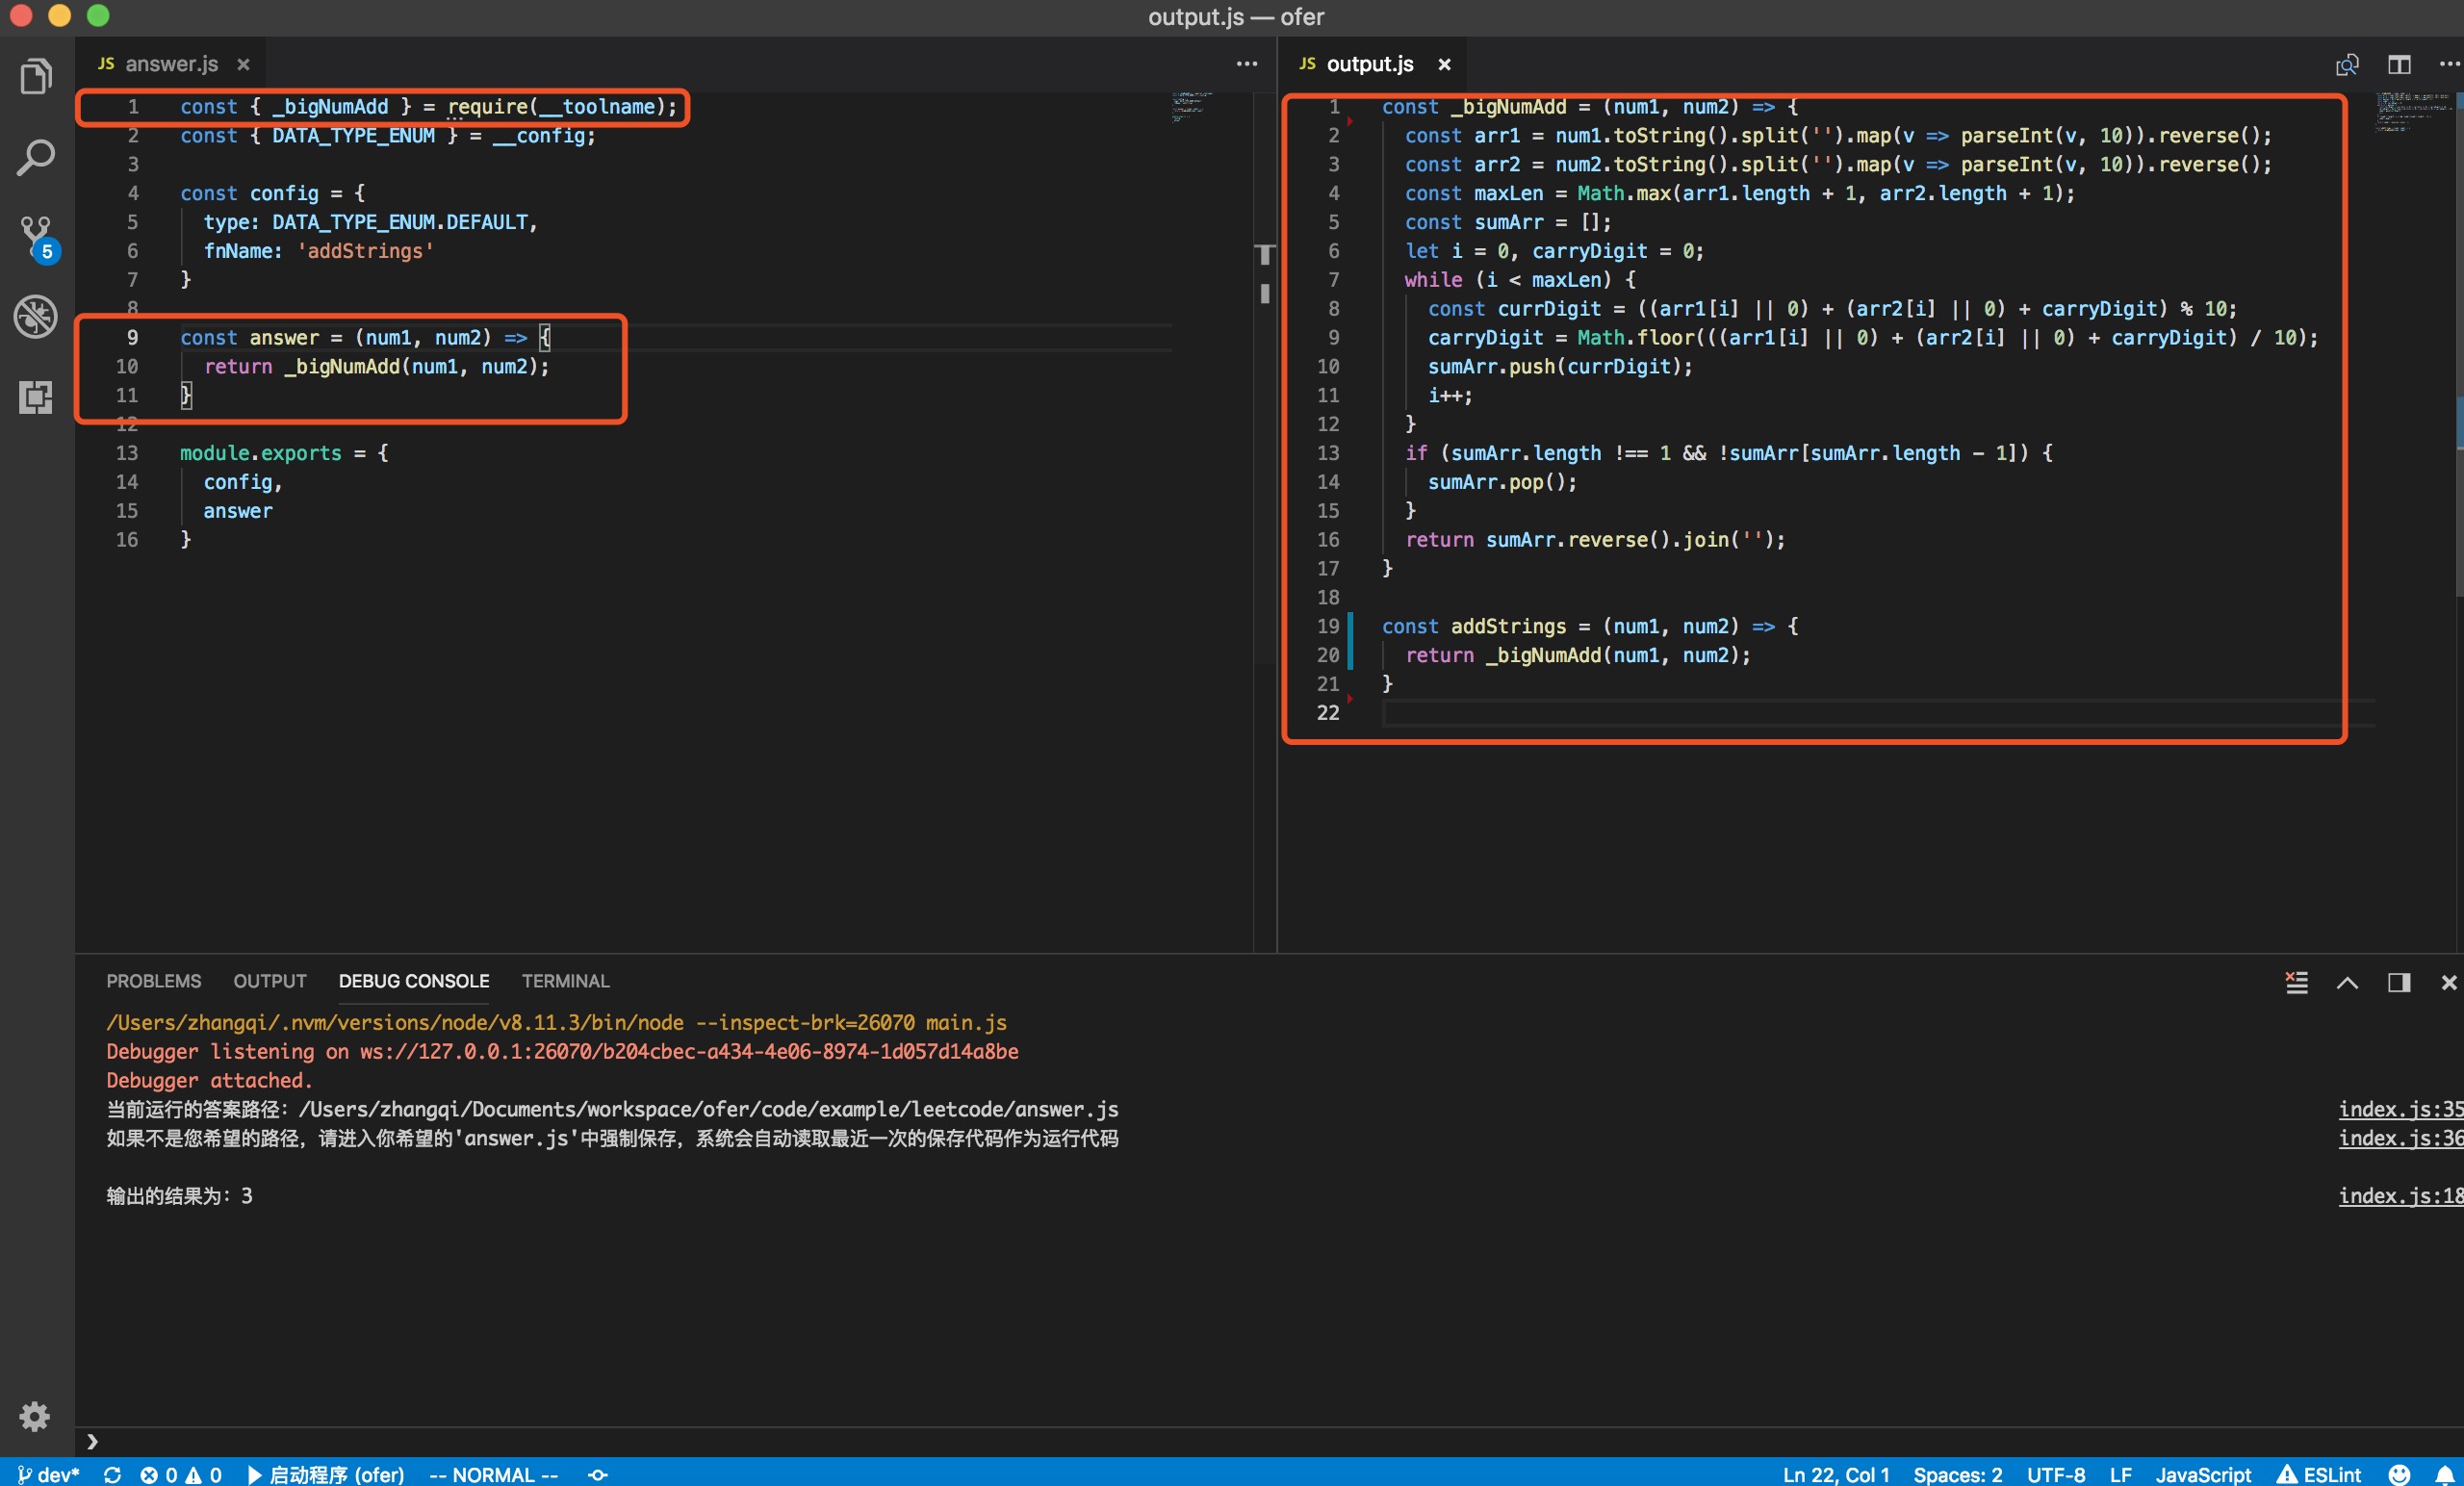 output.js — ofer
JS answer.js ×
1 const { _bigNumAdd } = require(__toolname);
2 const { DATA_TYPE_ENUM } = __config;
3
4 const config = {
5 type: DATA_TYPE_ENUM.DEFAULT,
6 fnName: 'addStrings'
7 }
8
9 const answer = (num1, num2) => {
10 return _bigNumAdd(num1, num2);
11 }
12
13 module.exports = {
14 config,
15 answer
16 }
JS output.js ×
1 const _bigNumAdd = (num1, num2) => {
2 const arr1 = num1.toString().split('').map(v => parseInt(v, 10)).reverse();
3 const arr2 = num2.toString().split('').map(v => parseInt(v, 10)).reverse();
4 const maxLen = Math.max(arr1.length + 1, arr2.length + 1);
5 const sumArr = [];
6 let i = 0, carryDigit = 0;
7 while (i < maxLen) {
8 const currDigit = ((arr1[i] || 0) + (arr2[i] || 0) + carryDigit) % 10;
9 carryDigit = Math.floor(((arr1[i] || 0) + (arr2[i] || 0) + carryDigit) / 10);
10 sumArr.push(currDigit);
11 i++;
12 }
13 if (sumArr.length !== 1 && !sumArr[sumArr.length - 1]) {
14 sumArr.pop();
15 }
16 return sumArr.reverse().join('');
17 }
18
19 const addStrings = (num1, num2) => {
20 return _bigNumAdd(num1, num2);
21 }
22
5
PROBLEMS OUTPUT DEBUG CONSOLE TERMINAL
/Users/zhangqi/.nvm/versions/node/v8.11.3/bin/node --inspect-brk=26070 main.js
Debugger listening on ws://127.0.0.1:26070/b204cbec-a434-4e06-8974-1d057d14a8be
Debugger attached.
当前运行的答案路径：/Users/zhangqi/Documents/workspace/ofer/code/example/leetcode/answer.js index.js:35
如果不是您希望的路径，请进入你希望的'answer.js'中强制保存，系统会自动读取最近一次的保存代码作为运行代码 index.js:36
输出的结果为：3 index.js:18
dev* 0 0 启动程序 (ofer) -- NORMAL -- Ln 22, Col 1 Spaces: 2 UTF-8 LF JavaScript ESLint